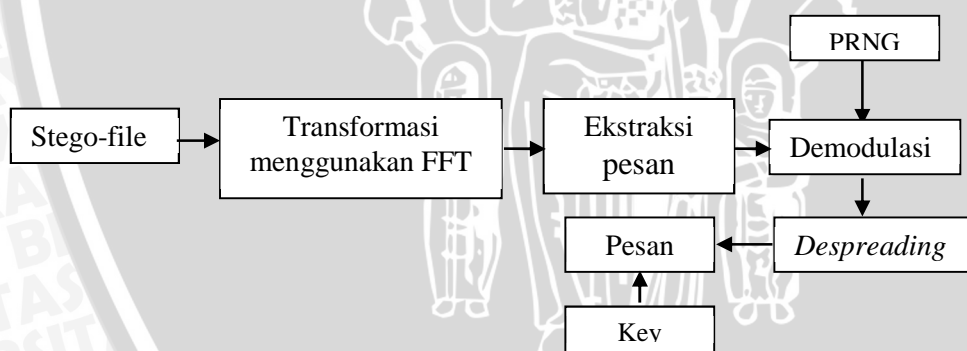 PRNG
Stego-file
Transformasi
menggunakan FFT
Ekstraksi
pesan
Demodulasi
Pesan
Despreading
Key